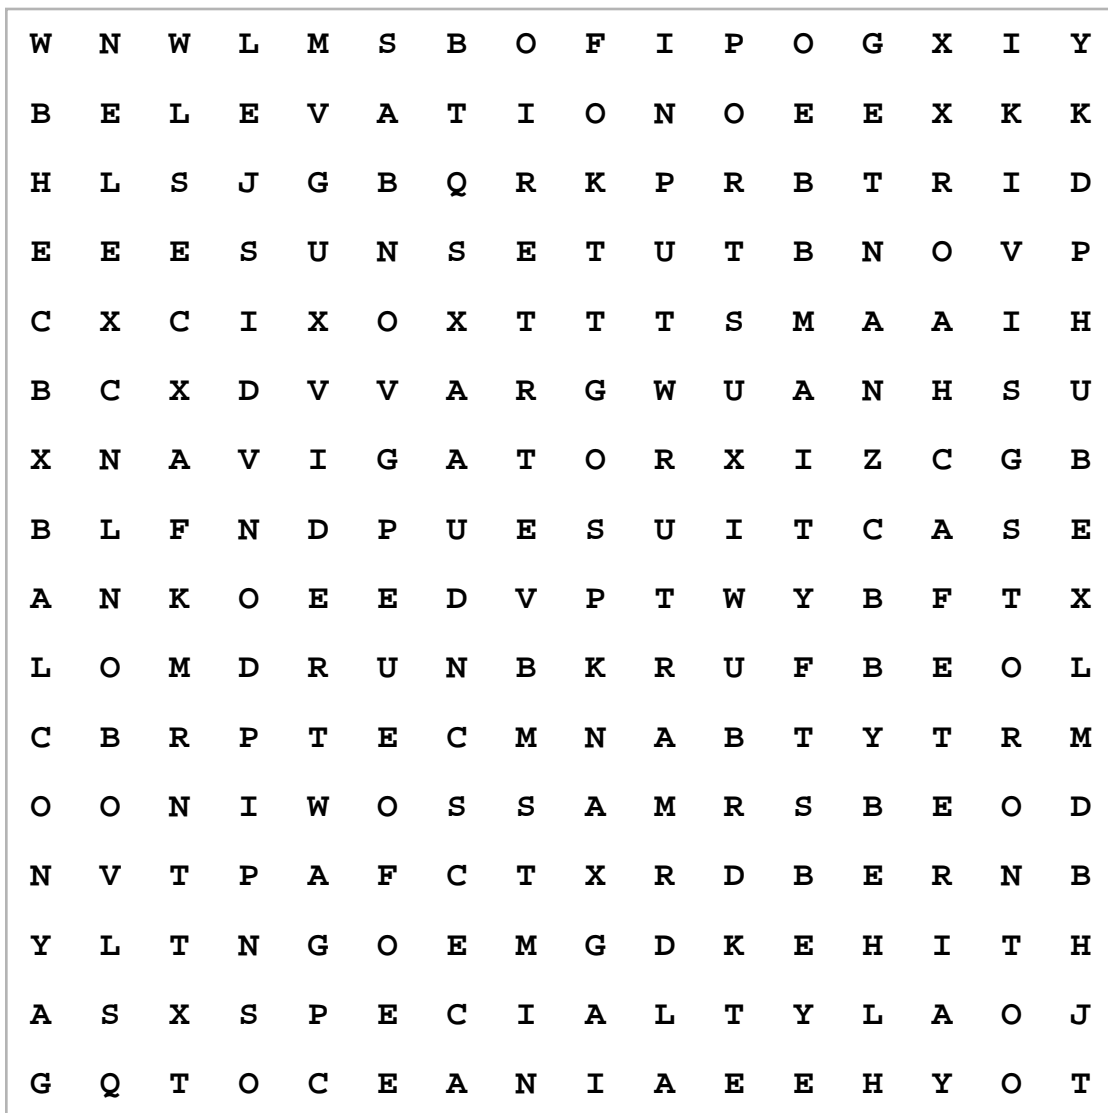 W N W L M S B O F I P O G X I Y
B E L E V A T I O N O E E X K K
H L S J G B Q R K P R B T R I D
E E E S U N S E T U T B N O V P
C X C I X O X T T T S M A A I H
B C X D V V A R G W U A N H S U
X N A V I G A T O R X I Z C G B
B L F N D P U E S U I T C A S E
A N K O E E D V P T W Y B F T X
L O M D R U N B K R U F B E O L
C B R P T E C M N A B T Y T R M
O O N I W O S S A M R S B E O D
N V T P A F C T X R D B E R N B
Y L T N G O E M G D K E H I T H
A S X S P E C I A L T Y L A O J
G Q T O C E A N I A E E H Y O T